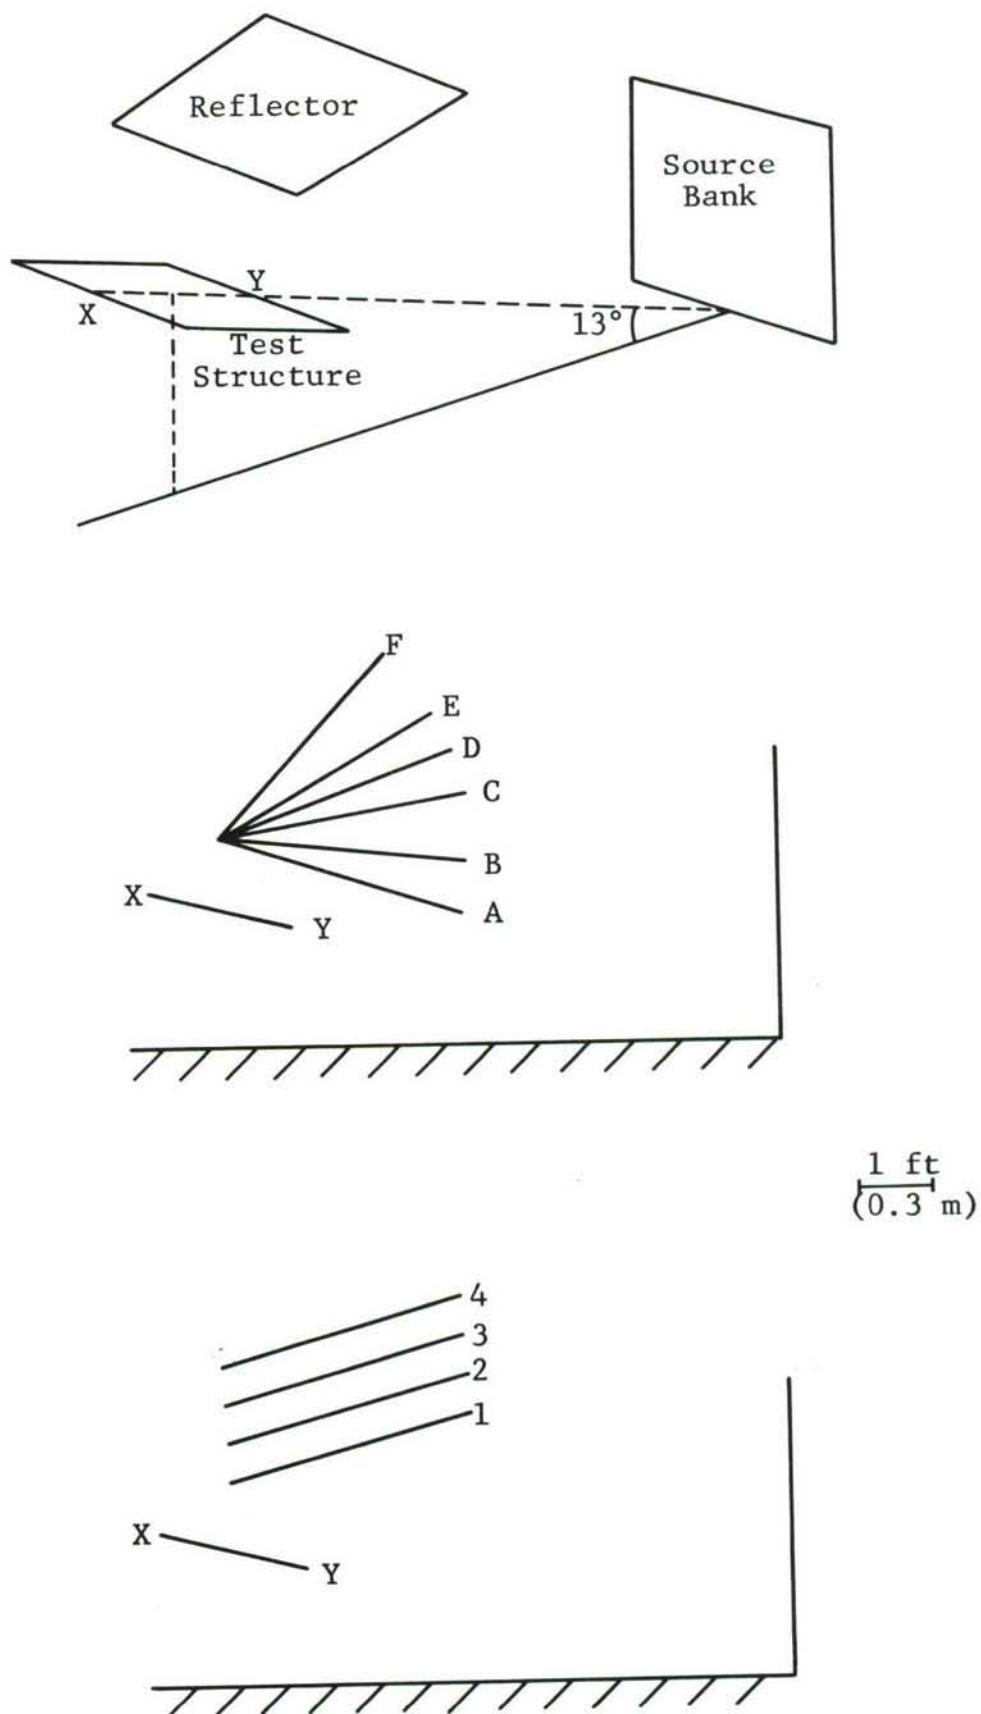 Reflector
Source
Bank
Y
X
13°
Test
Structure
F
E
D
C
B
A
X
Y
1 ft
(0.3 m)
4
3
2
1
X
Y